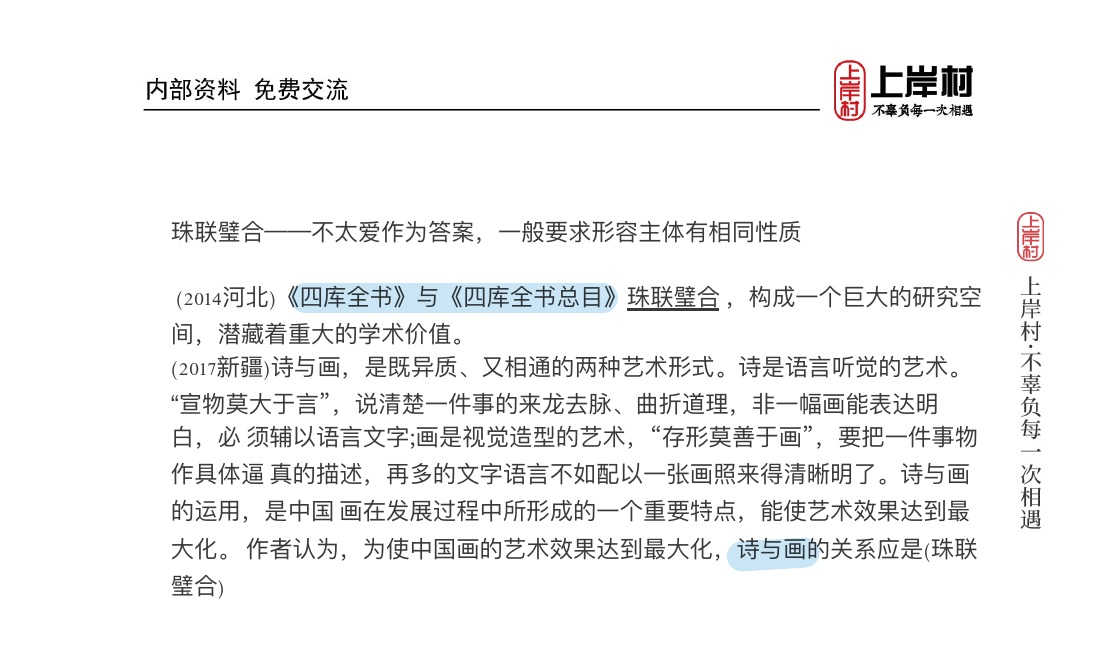 内部资料 免费交流
上岸村
上岸村
不辜负每一次相遇
珠联璧合——不太爱作为答案，一般要求形容主体有相同性质
(2014河北)《四库全书》与《四库全书总目》珠联璧合，构成一个巨大的研究空
间，潜藏着重大的学术价值。
(2017新疆)诗与画，是既异质、又相通的两种艺术形式。诗是语言听觉的艺术。
“宣物莫大于言”，说清楚一件事的来龙去脉、曲折道理，非一幅画能表达明
白，必 须辅以语言文字;画是视觉造型的艺术，“存形莫善于画”，要把一件事物
作具体逼 真的描述，再多的文字语言不如配以一张画照来得清晰明了。诗与画
的运用，是中国 画在发展过程中所形成的一个重要特点，能使艺术效果达到最
大化。 作者认为，为使中国画的艺术效果达到最大化，诗与画的关系应是(珠联
璧合)
上岸村
上岸村·不辜负每一次相遇